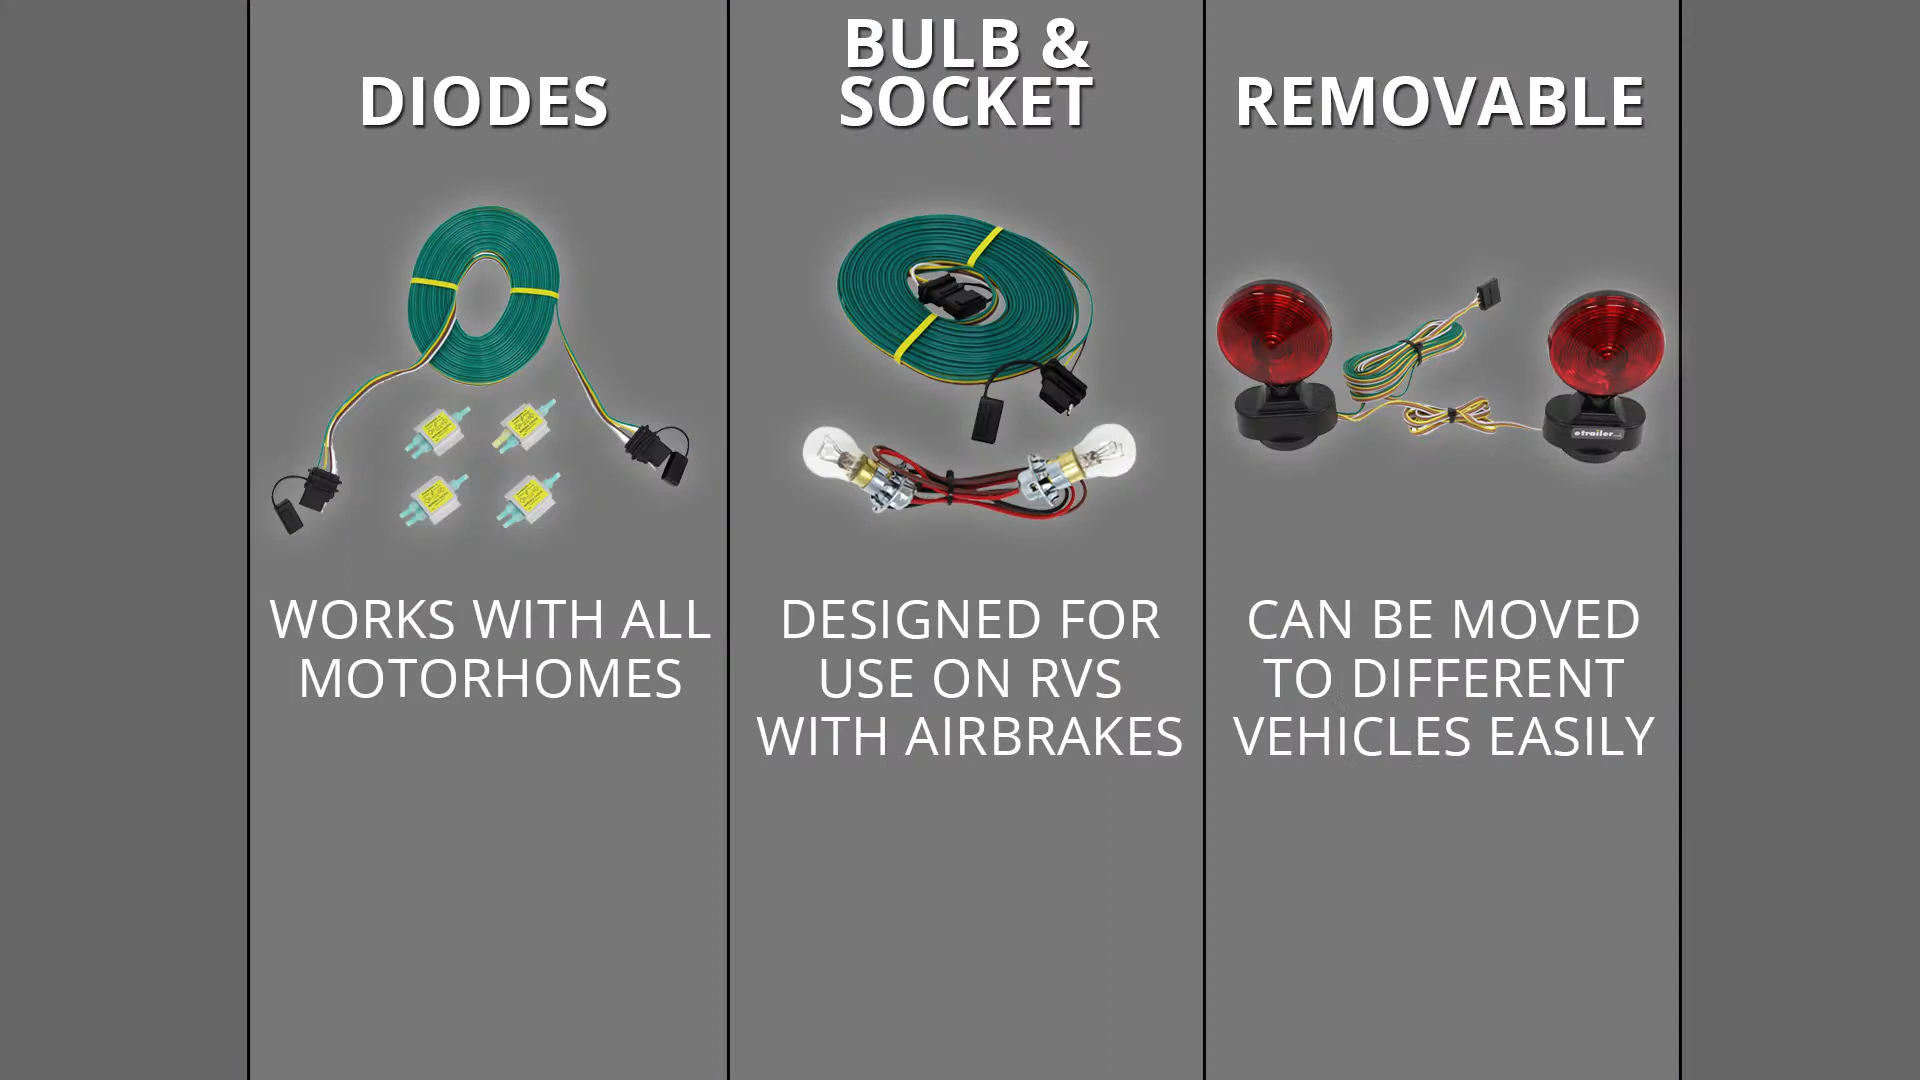 DIODES
WORKS WITH ALL
MOTORHOMES
BULB &
SOCKET
DESIGNED FOR
USE ON RVS
WITH AIRBRAKES
REMOVABLE
etrailer.com
CAN BE MOVED
TO DIFFERENT
VEHICLES EASILY